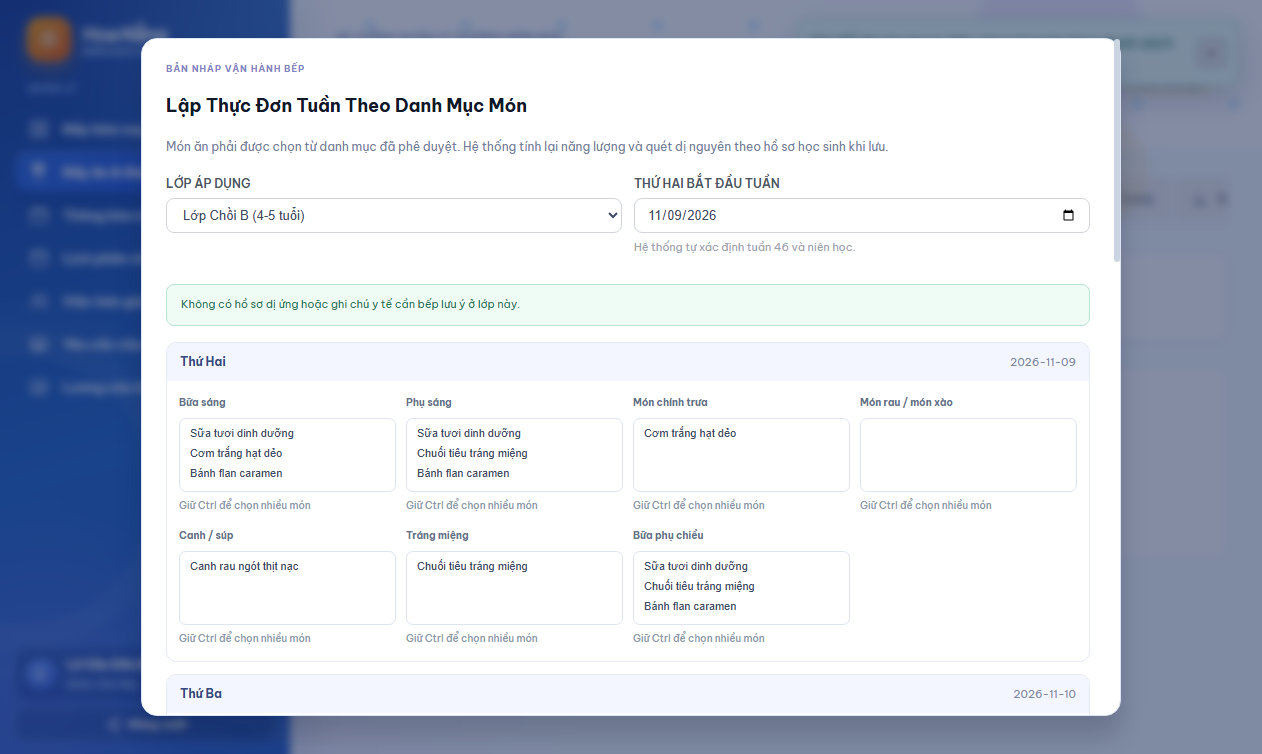 BẢN NHÁP VẬN HÀNH BẾP
Lập Thực Đơn Tuần Theo Danh Mục Món
Món ăn phải được chọn từ danh mục đã phê duyệt. Hệ thống tính lại năng lượng và quét dị nguyên theo hồ sơ học sinh khi lưu.
LỚP ÁP DỤNG
THỨ HAI BẮT ĐẦU TUẦN
Lớp Chồi B (4-5 tuổi)
11/09/2026
Hệ thống tự xác định tuần 46 và niên học.
Không có hồ sơ dị ứng hoặc ghi chú y tế cần bếp lưu ý ở lớp này.
Thứ Hai
2026-11-09
Bữa sáng
Sữa tươi dinh dưỡng
Cơm trắng hạt dẻo
Bánh flan caramen
Giữ Ctrl để chọn nhiều món
Phụ sáng
Sữa tươi dinh dưỡng
Chuối tiêu tráng miệng
Bánh flan caramen
Giữ Ctrl để chọn nhiều món
Món chính trưa
Cơm trắng hạt dẻo
Giữ Ctrl để chọn nhiều món
Món rau / món xào
Giữ Ctrl để chọn nhiều món
Canh / súp
Canh rau ngót thịt nạc
Giữ Ctrl để chọn nhiều món
Tráng miệng
Chuối tiêu tráng miệng
Giữ Ctrl để chọn nhiều món
Bữa phụ chiều
Sữa tươi dinh dưỡng
Chuối tiêu tráng miệng
Bánh flan caramen
Giữ Ctrl để chọn nhiều món
Thứ Ba
2026-11-10